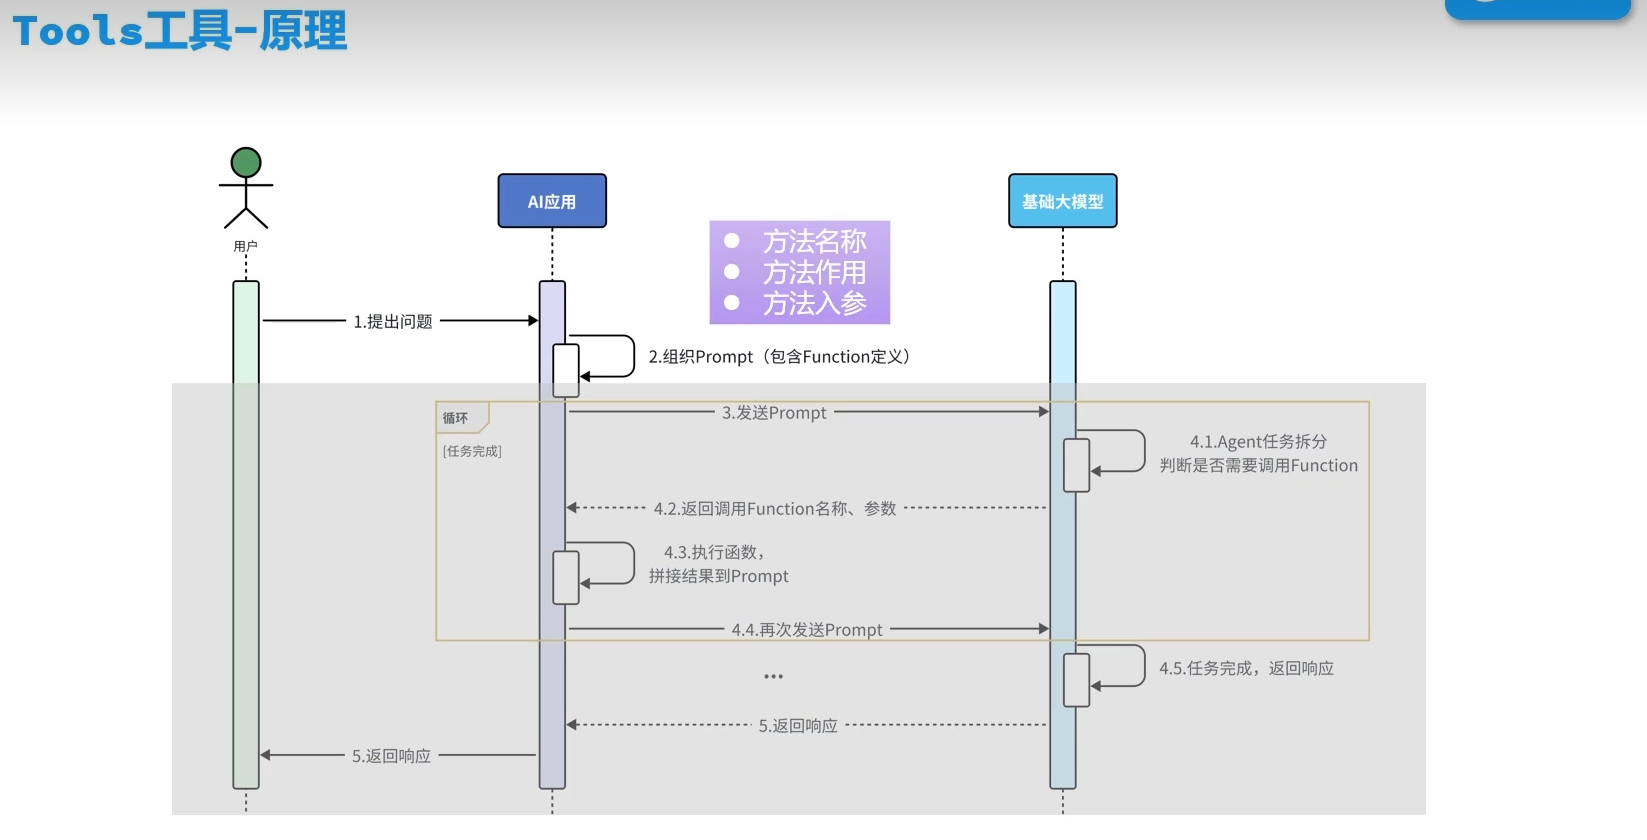 Tools工具-原理
用户
AI应用
基础大模型
方法名称
方法作用
方法入参
1.提出问题
2.组织Prompt（包含Function定义）
循环
[任务完成]
3.发送Prompt
4.1.Agent任务拆分
判断是否需要调用Function
4.2.返回调用Function名称、参数
4.3.执行函数，
拼接结果到Prompt
4.4.再次发送Prompt
4.5.任务完成，返回响应
...
5.返回响应
5.返回响应